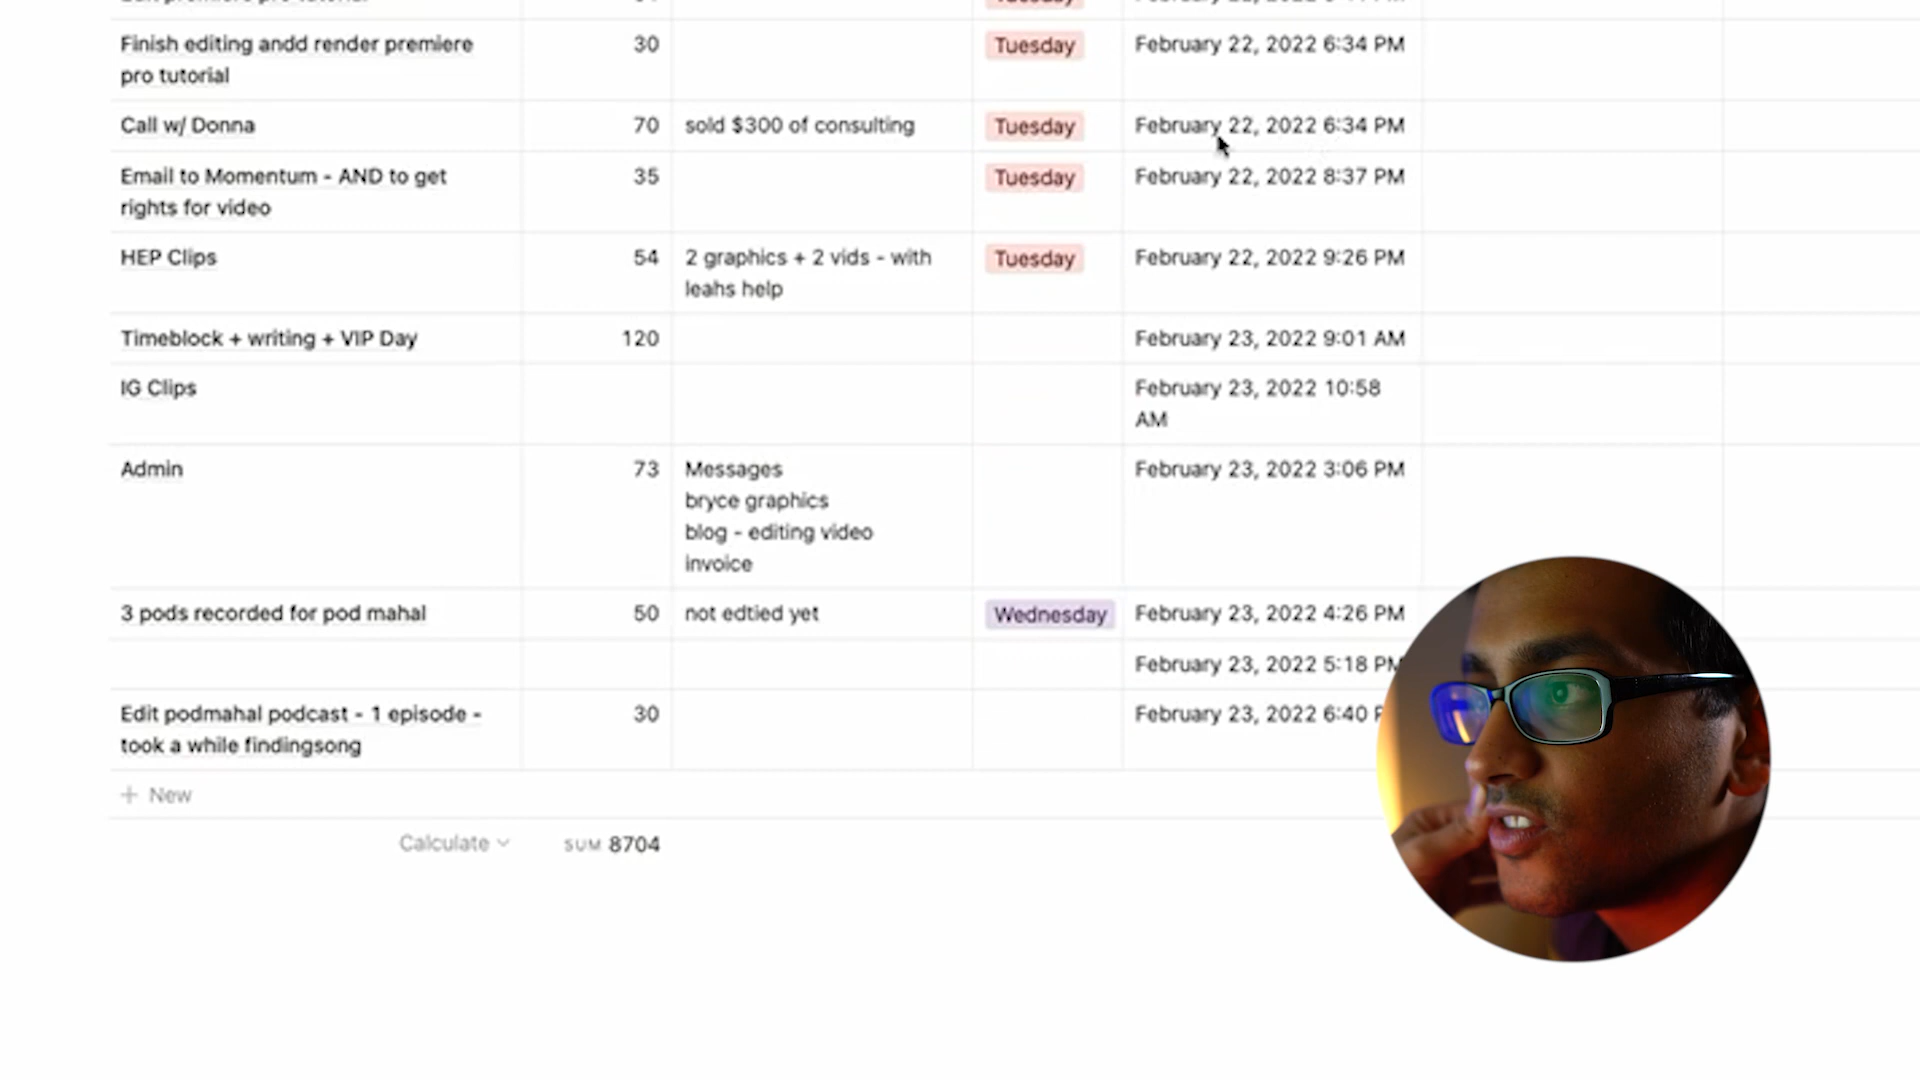 Tuesday
Finish editing andd render premiere
pro tutorial
30
Tuesday
February 22, 2022 6:34 PM
Call w/ Donna
70
sold $300 of consulting
Tuesday
February 22, 2022 6:34 PM
Email to Momentum - AND to get
rights for video
35
Tuesday
February 22, 2022 8:37 PM
HEP Clips
54
2 graphics + 2 vids - with
leahs help
Tuesday
February 22, 2022 9:26 PM
Timeblock + writing + VIP Day
120
February 23, 2022 9:01 AM
IG Clips
February 23, 2022 10:58
AM
Admin
73
Messages
bryce graphics
blog - editing video
invoice
February 23, 2022 3:06 PM
3 pods recorded for pod mahal
50
not edtied yet
Wednesday
February 23, 2022 4:26 PM
February 23, 2022 5:18 PM
Edit podmahal podcast - 1 episode -
took a while findingsong
30
February 23, 2022 6:40
+ New
Calculate
SUM 8704